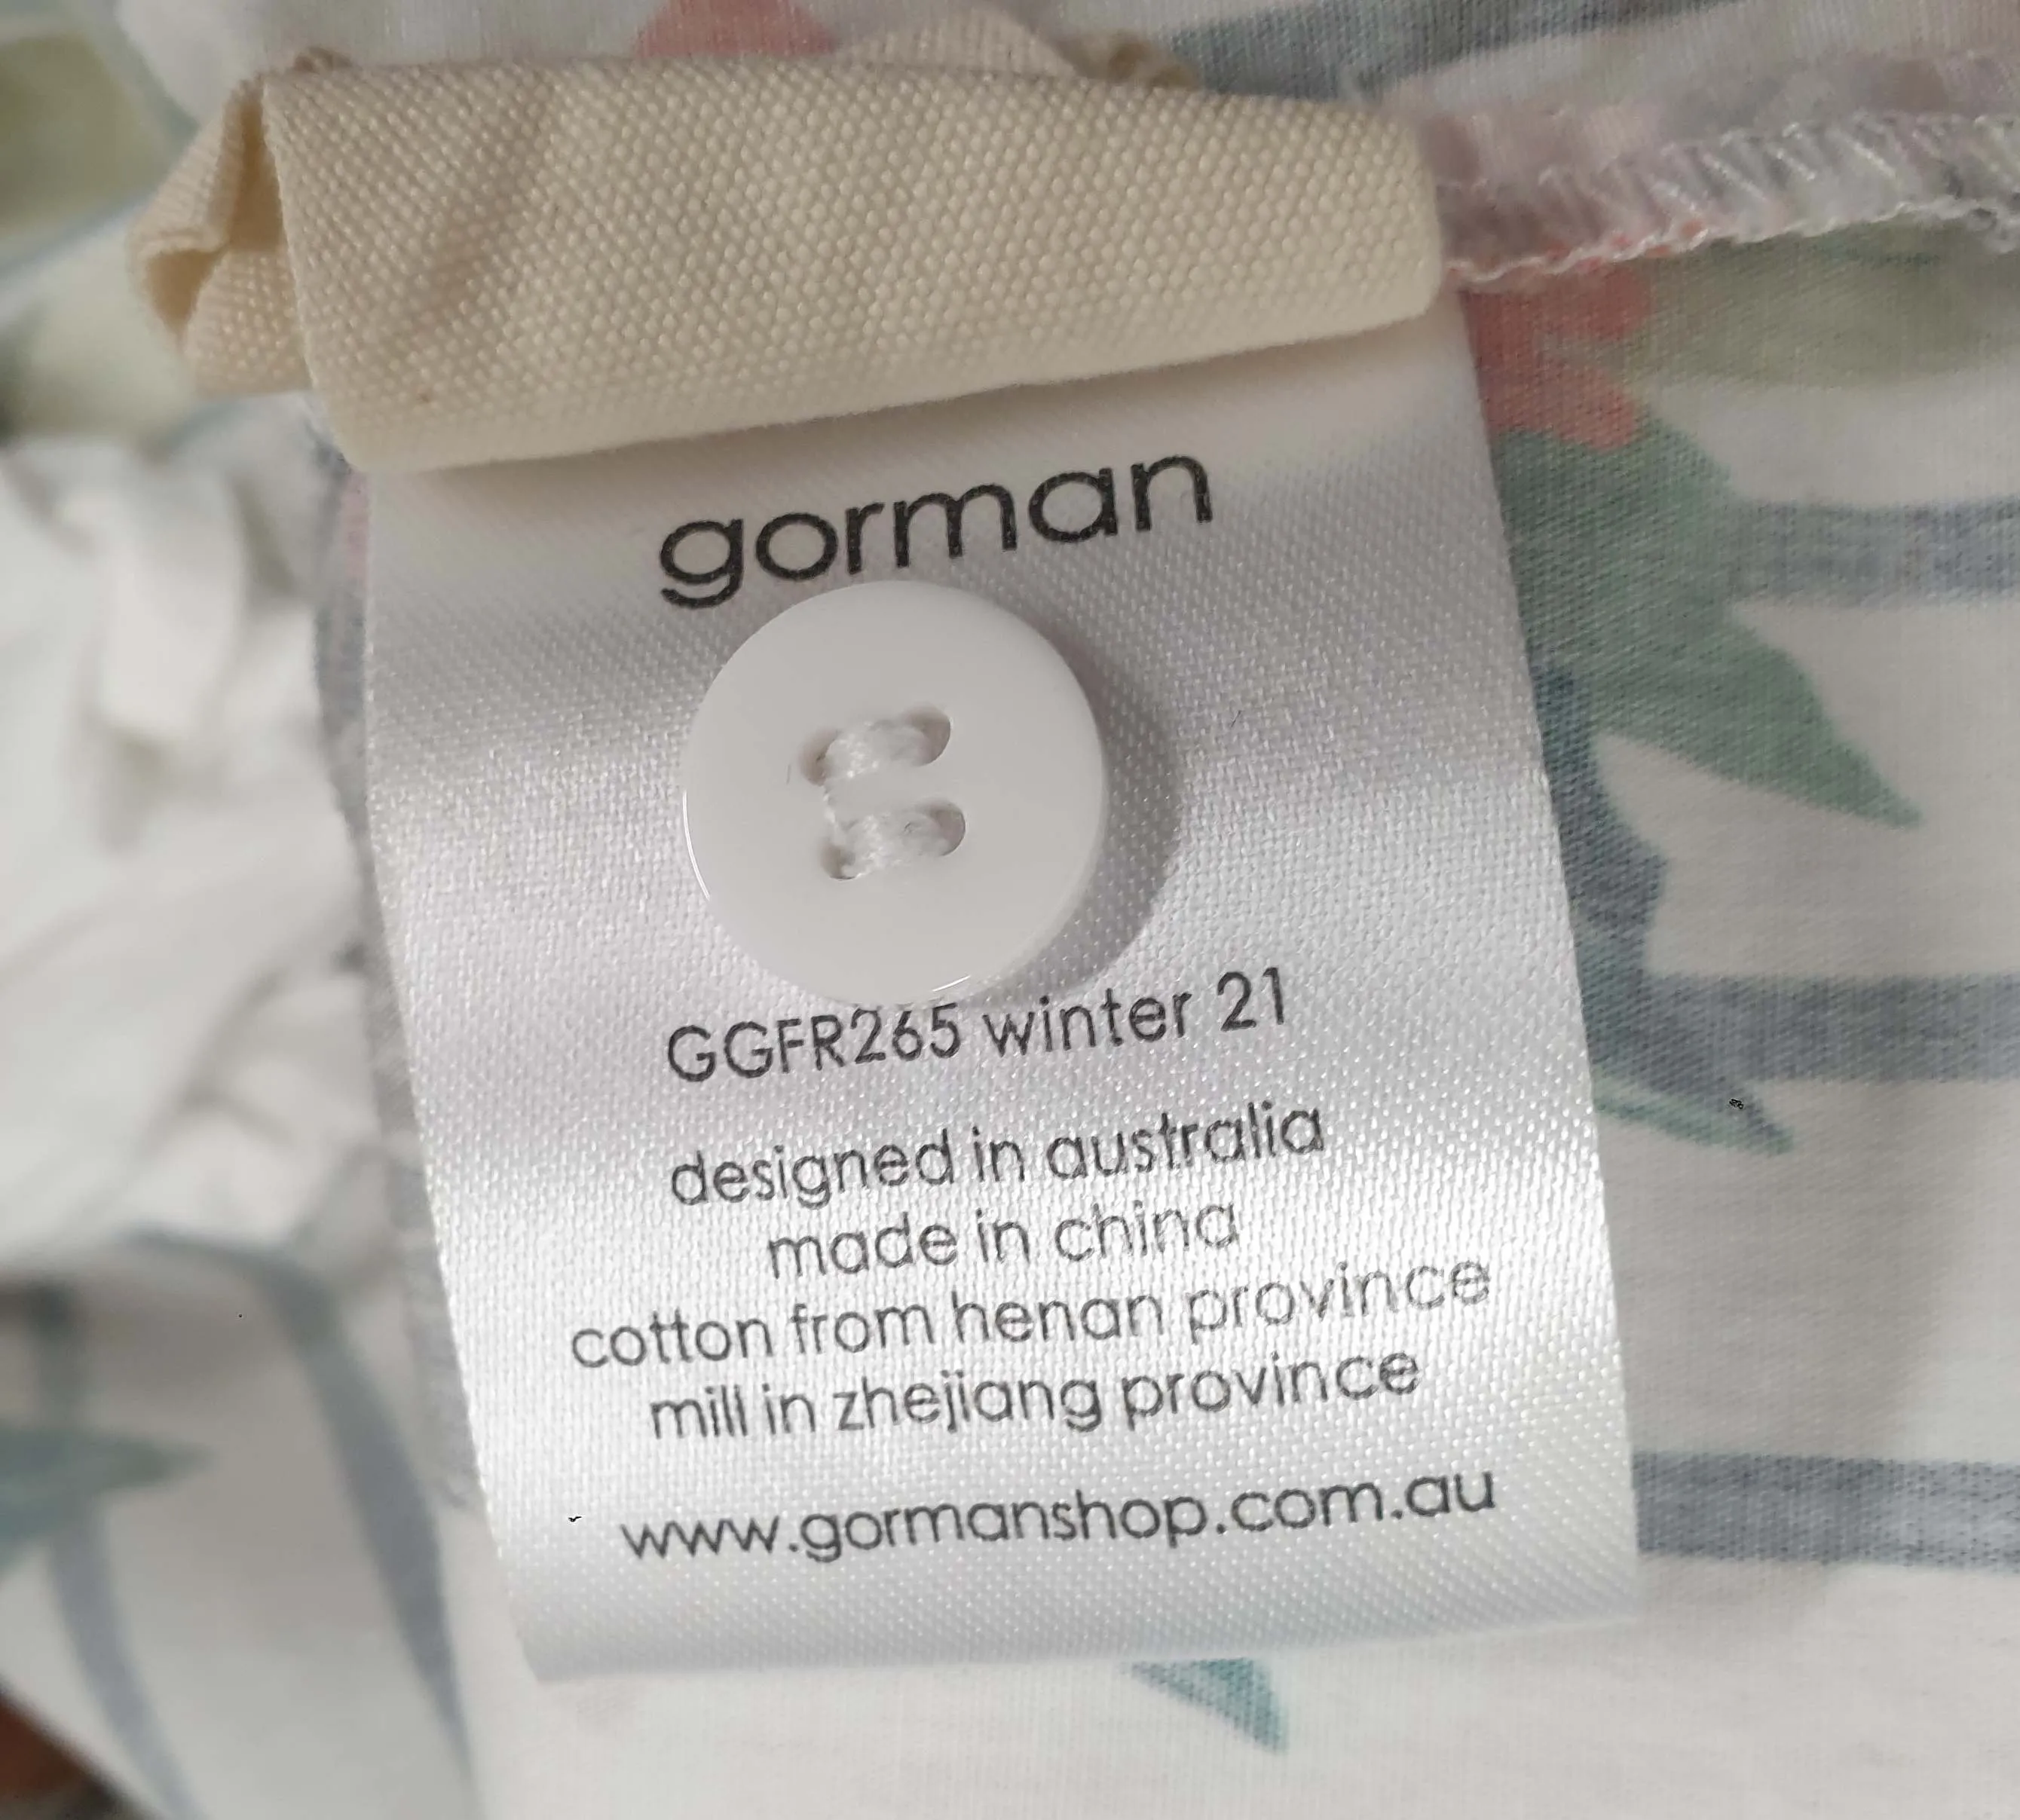 gorman
GGFR265 winter 21
designed in australia
made in china
cotton from henan province
mill in zhejiang province
www.gormanshop.com.au